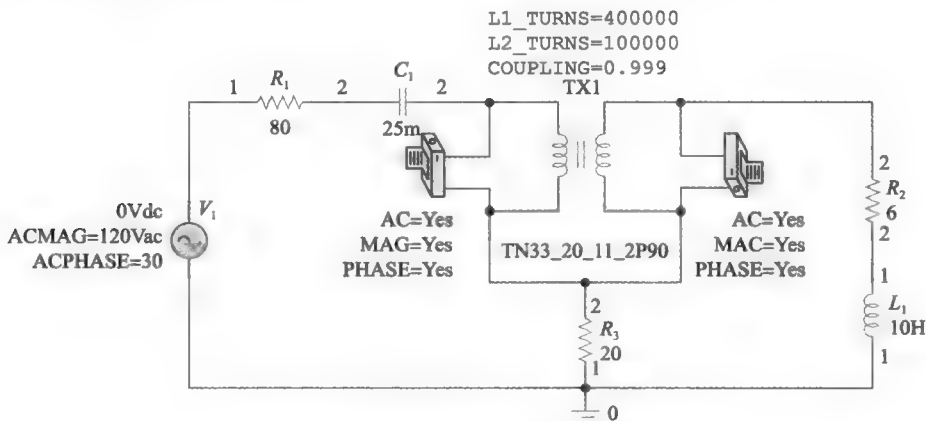 L1_TURNS=400000
L2_TURNS=100000
COUPLING=0.999
TX1
1 R1 2 C1 2
80
25m
0Vdc V1
ACMAG=120Vac
ACPHASE=30
AC=Yes
MAG=Yes
PHASE=Yes
TN33_20_11_2P90
AC=Yes
MAC=Yes
PHASE=Yes
2
R2
6
2
1
L1
10H
1
2
R3
20
1
0